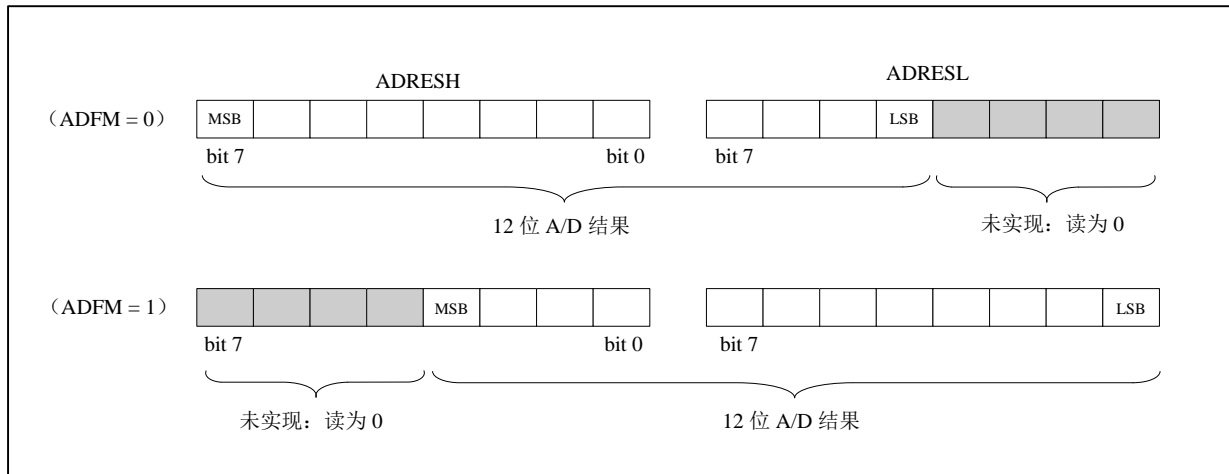 ADRESH ADRESL
（ADFM = 0） MSB LSB
bit 7 bit 0 bit 7
12 位 A/D 结果 未实现：读为 0
（ADFM = 1） MSB LSB
bit 7 bit 0 bit 7
未实现：读为 0 12 位 A/D 结果